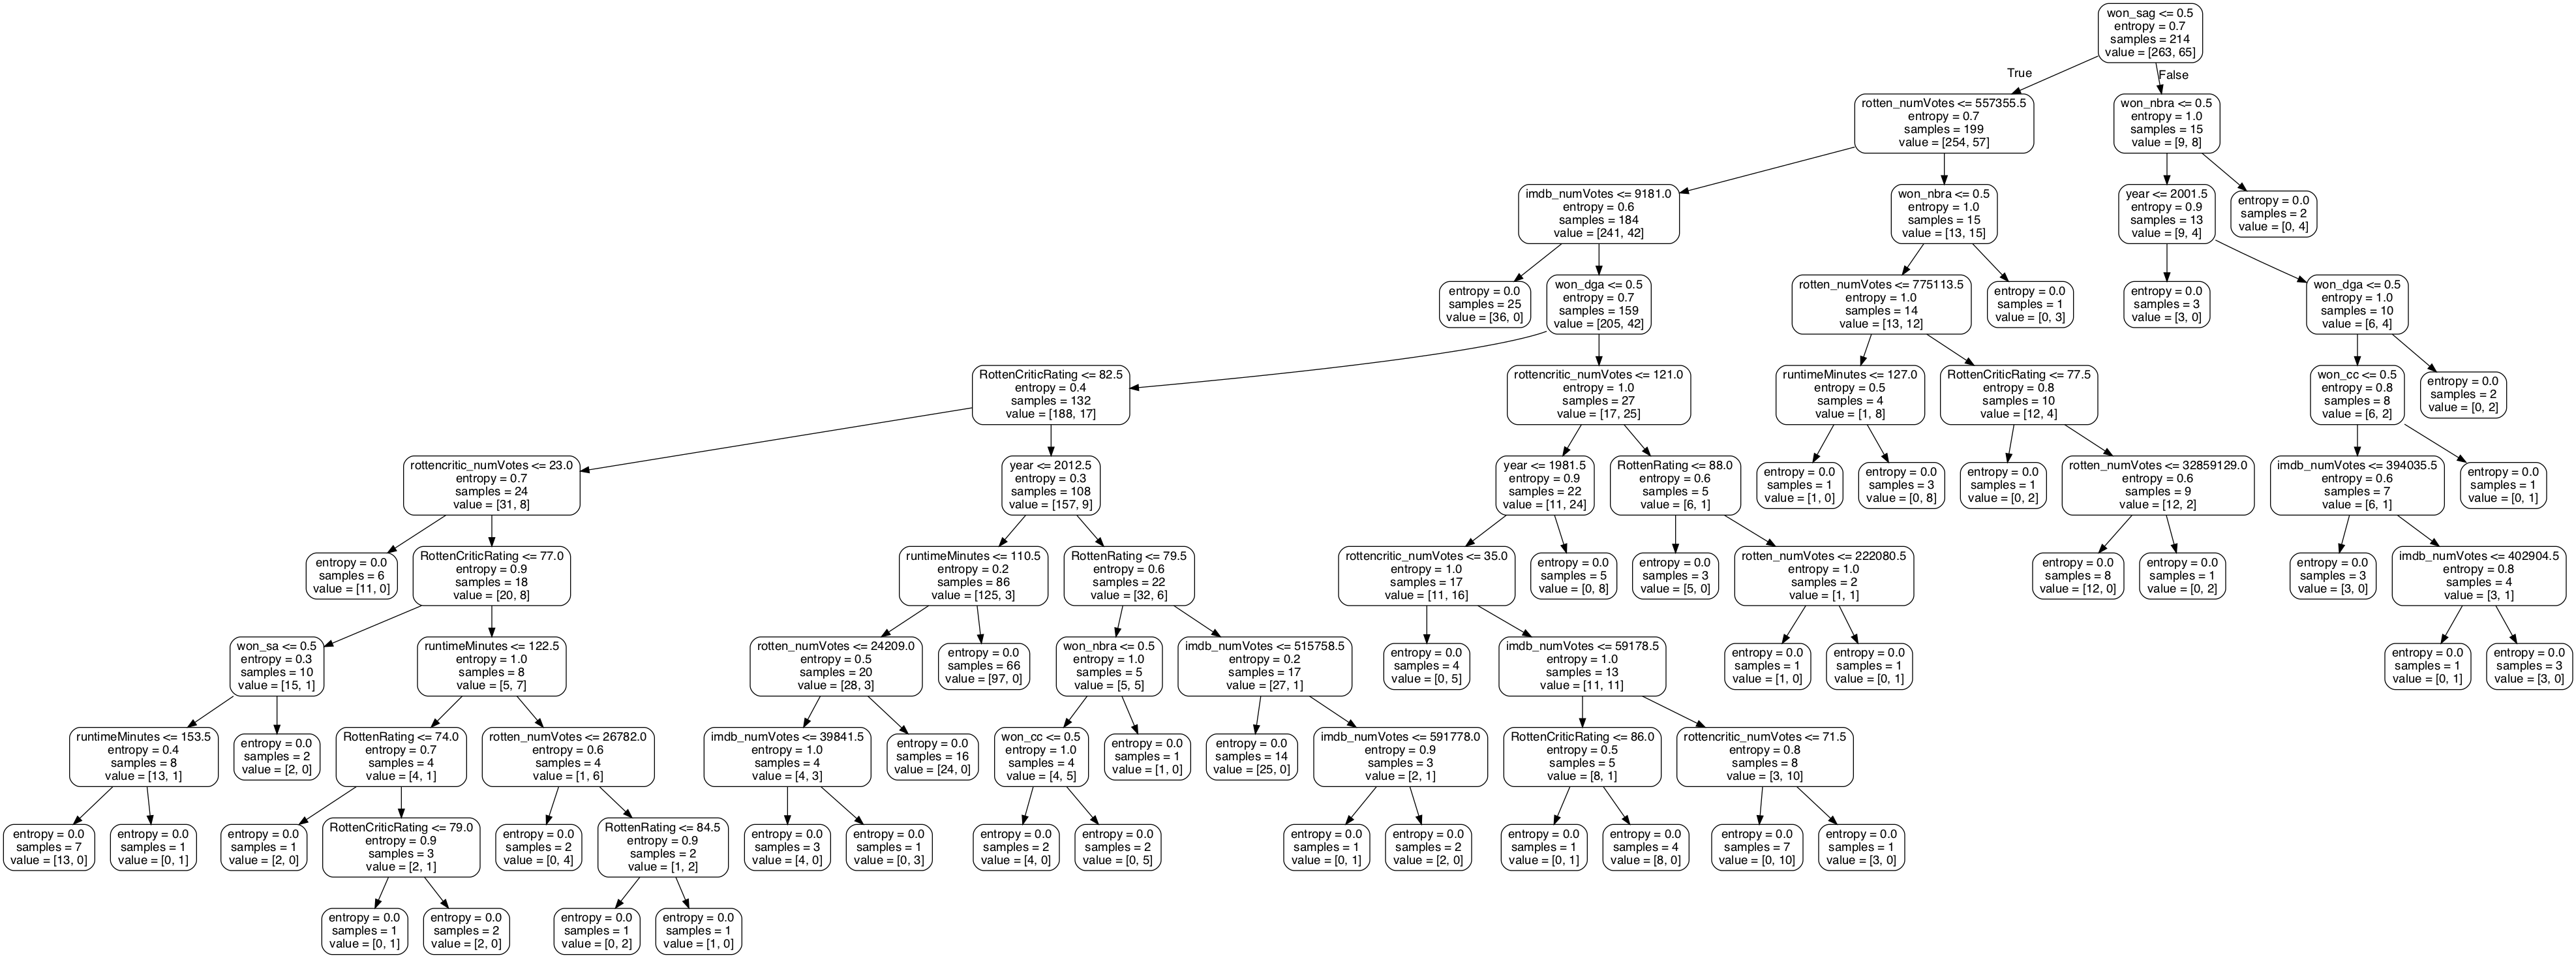 won_sag <= 0.5
entropy = 0.7
samples = 214
value = [263, 65]
True
False
rotten_numVotes <= 557355.5
entropy = 0.7
samples = 199
value = [254, 57]
won_nbra <= 0.5
entropy = 1.0
samples = 15
value = [9, 8]
imdb_numVotes <= 9181.0
entropy = 0.6
samples = 184
value = [241, 42]
won_nbra <= 0.5
entropy = 1.0
samples = 15
value = [13, 15]
year <= 2001.5
entropy = 0.9
samples = 13
value = [9, 4]
entropy = 0.0
samples = 2
value = [0, 4]
entropy = 0.0
samples = 25
value = [36, 0]
won_dga <= 0.5
entropy = 0.7
samples = 159
value = [205, 42]
rotten_numVotes <= 775113.5
entropy = 1.0
samples = 14
value = [13, 12]
entropy = 0.0
samples = 1
value = [0, 3]
entropy = 0.0
samples = 3
value = [3, 0]
won_dga <= 0.5
entropy = 1.0
samples = 10
value = [6, 4]
RottenCriticRating <= 82.5
entropy = 0.4
samples = 132
value = [188, 17]
rottencritic_numVotes <= 121.0
entropy = 1.0
samples = 27
value = [17, 25]
runtimeMinutes <= 127.0
entropy = 0.5
samples = 4
value = [1, 8]
RottenCriticRating <= 77.5
entropy = 0.8
samples = 10
value = [12, 4]
won_cc <= 0.5
entropy = 0.8
samples = 8
value = [6, 2]
entropy = 0.0
samples = 2
value = [0, 2]
rottencritic_numVotes <= 23.0
entropy = 0.7
samples = 24
value = [31, 8]
year <= 2012.5
entropy = 0.3
samples = 108
value = [157, 9]
year <= 1981.5
entropy = 0.9
samples = 22
value = [11, 24]
RottenRating <= 88.0
entropy = 0.6
samples = 5
value = [6, 1]
entropy = 0.0
samples = 1
value = [1, 0]
entropy = 0.0
samples = 3
value = [0, 8]
entropy = 0.0
samples = 1
value = [0, 2]
rotten_numVotes <= 32859129.0
entropy = 0.6
samples = 9
value = [12, 2]
imdb_numVotes <= 394035.5
entropy = 0.6
samples = 7
value = [6, 1]
entropy = 0.0
samples = 1
value = [0, 1]
entropy = 0.0
samples = 6
value = [11, 0]
RottenCriticRating <= 77.0
entropy = 0.9
samples = 18
value = [20, 8]
runtimeMinutes <= 110.5
entropy = 0.2
samples = 86
value = [125, 3]
RottenRating <= 79.5
entropy = 0.6
samples = 22
value = [32, 6]
rottencritic_numVotes <= 35.0
entropy = 1.0
samples = 17
value = [11, 16]
entropy = 0.0
samples = 5
value = [0, 8]
entropy = 0.0
samples = 3
value = [5, 0]
rotten_numVotes <= 222080.5
entropy = 1.0
samples = 2
value = [1, 1]
entropy = 0.0
samples = 8
value = [12, 0]
entropy = 0.0
samples = 1
value = [0, 2]
entropy = 0.0
samples = 3
value = [3, 0]
imdb_numVotes <= 402904.5
entropy = 0.8
samples = 4
value = [3, 1]
won_sa <= 0.5
entropy = 0.3
samples = 10
value = [15, 1]
runtimeMinutes <= 122.5
entropy = 1.0
samples = 8
value = [5, 7]
rotten_numVotes <= 24209.0
entropy = 0.5
samples = 20
value = [28, 3]
entropy = 0.0
samples = 66
value = [97, 0]
won_nbra <= 0.5
entropy = 1.0
samples = 5
value = [5, 5]
imdb_numVotes <= 515758.5
entropy = 0.2
samples = 17
value = [27, 1]
entropy = 0.0
samples = 4
value = [0, 5]
imdb_numVotes <= 59178.5
entropy = 1.0
samples = 13
value = [11, 11]
entropy = 0.0
samples = 1
value = [1, 0]
entropy = 0.0
samples = 1
value = [0, 1]
entropy = 0.0
samples = 1
value = [0, 1]
entropy = 0.0
samples = 3
value = [3, 0]
runtimeMinutes <= 153.5
entropy = 0.4
samples = 8
value = [13, 1]
entropy = 0.0
samples = 2
value = [2, 0]
RottenRating <= 74.0
entropy = 0.7
samples = 4
value = [4, 1]
rotten_numVotes <= 26782.0
entropy = 0.6
samples = 4
value = [1, 6]
imdb_numVotes <= 39841.5
entropy = 1.0
samples = 4
value = [4, 3]
entropy = 0.0
samples = 16
value = [24, 0]
won_cc <= 0.5
entropy = 1.0
samples = 4
value = [4, 5]
entropy = 0.0
samples = 1
value = [1, 0]
entropy = 0.0
samples = 14
value = [25, 0]
imdb_numVotes <= 591778.0
entropy = 0.9
samples = 3
value = [2, 1]
RottenCriticRating <= 86.0
entropy = 0.5
samples = 5
value = [8, 1]
rottencritic_numVotes <= 71.5
entropy = 0.8
samples = 8
value = [3, 10]
entropy = 0.0
samples = 7
value = [13, 0]
entropy = 0.0
samples = 1
value = [0, 1]
entropy = 0.0
samples = 1
value = [2, 0]
RottenCriticRating <= 79.0
entropy = 0.9
samples = 3
value = [2, 1]
entropy = 0.0
samples = 2
value = [0, 4]
RottenRating <= 84.5
entropy = 0.9
samples = 2
value = [1, 2]
entropy = 0.0
samples = 3
value = [4, 0]
entropy = 0.0
samples = 1
value = [0, 3]
entropy = 0.0
samples = 2
value = [4, 0]
entropy = 0.0
samples = 2
value = [0, 5]
entropy = 0.0
samples = 1
value = [0, 1]
entropy = 0.0
samples = 2
value = [2, 0]
entropy = 0.0
samples = 1
value = [0, 1]
entropy = 0.0
samples = 4
value = [8, 0]
entropy = 0.0
samples = 7
value = [0, 10]
entropy = 0.0
samples = 1
value = [3, 0]
entropy = 0.0
samples = 1
value = [0, 1]
entropy = 0.0
samples = 2
value = [2, 0]
entropy = 0.0
samples = 1
value = [0, 2]
entropy = 0.0
samples = 1
value = [1, 0]